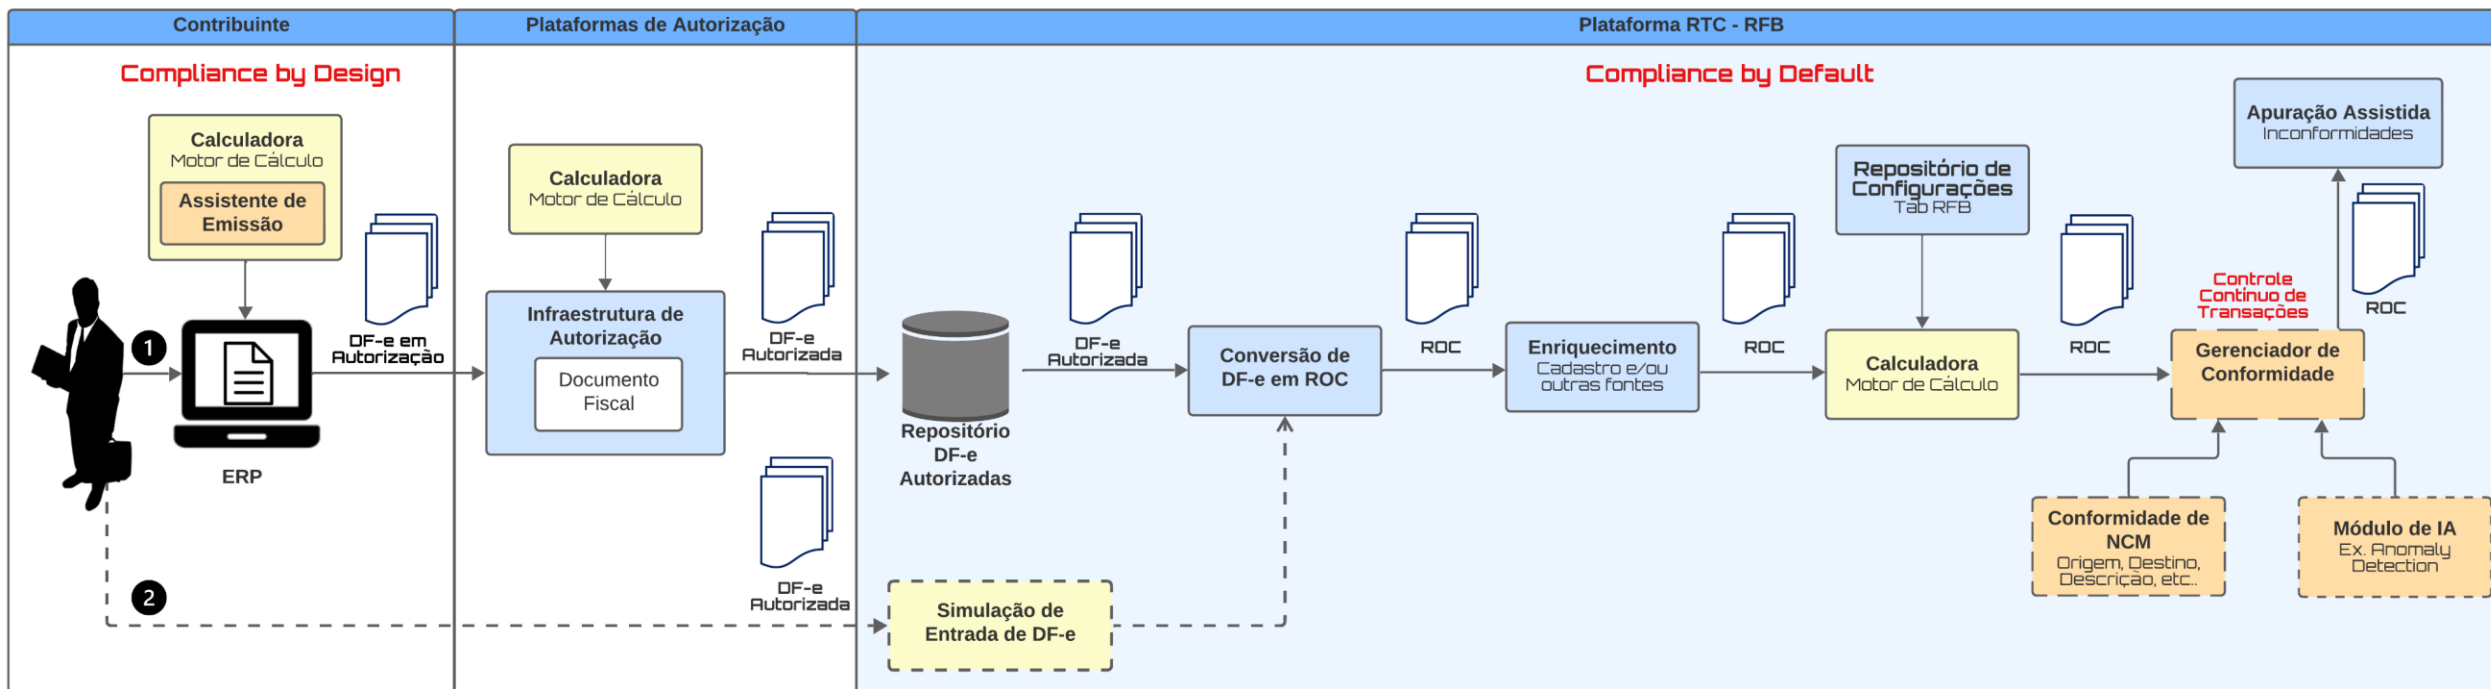 Contribuinte
Plataformas de Autorização
Plataforma RTC - RFB
Compliance by Design
Calculadora
Motor de Cálculo
Assistente de
Emissão
1
ERP
DF-e em
Autorização
2
Calculadora
Motor de Cálculo
Infraestrutura de
Autorização
Documento
Fiscal
DF-e
Autorizada
DF-e
Autorizada
Compliance by Default
Repositório
DF-e
Autorizadas
DF-e
Autorizada
Conversão de
DF-e em ROC
ROC
Enriquecimento
Cadastro e/ou
outras fontes
ROC
Repositório de
Configurações
Tab RFB
Calculadora
Motor de Cálculo
ROC
Controle
Contínuo de
Transações
Gerenciador de
Conformidade
ROC
Apuração Assistida
Inconformidades
Conformidade de
NCM
Origem, Destino,
Descrição, etc..
Módulo de IA
Ex. Anomaly
Detection
Simulação de
Entrada de DF-e